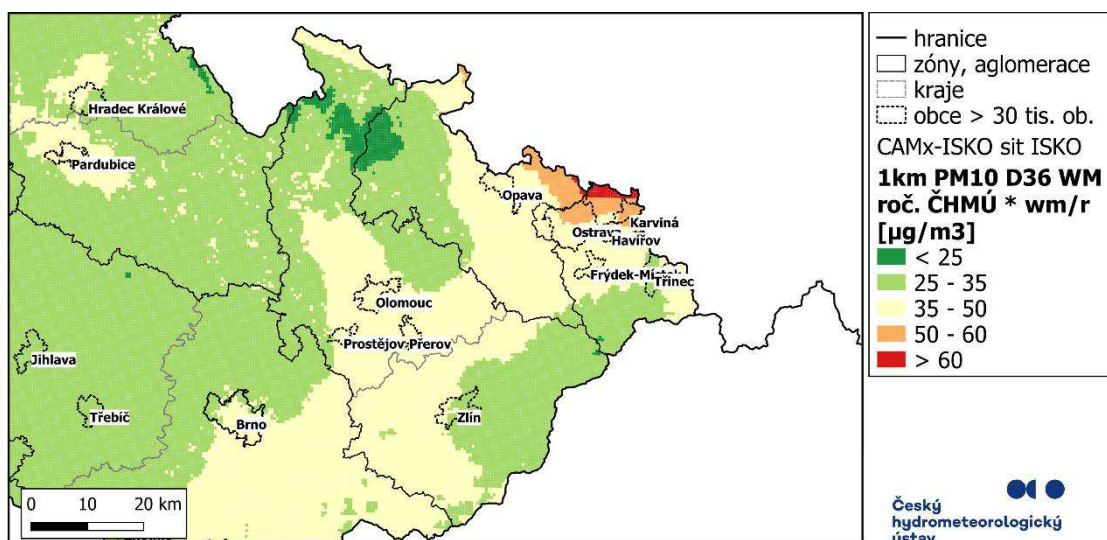 Hradec Králové
Pardubice
Opava
Karviná
Ostrava
Havířov
Frýdek-Místek
Třinec
Olomouc
Prostějov
Přerov
Jihlava
Třebíč
Brno
Zlín
0 10 20 km
hranice
zóny, aglomerace
kraje
obce > 30 tis. ob.
CAMx-ISKO sit ISKO
1km PM10 D36 WM
roč. ČHMÚ * wm/r
[µg/m3]
< 25
25 - 35
35 - 50
50 - 60
> 60
Český
hydrometeorologický
ústav